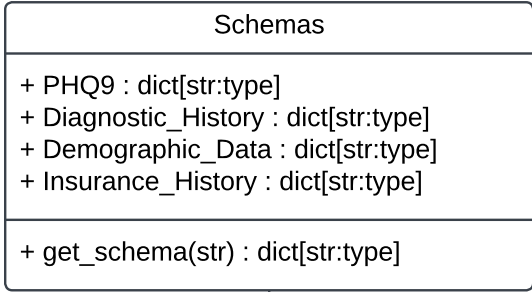 Schemas
+ PHQ9 : dict[str:type]
+ Diagnostic_History : dict[str:type]
+ Demographic_Data : dict[str:type]
+ Insurance_History : dict[str:type]
+ get_schema(str) : dict[str:type]